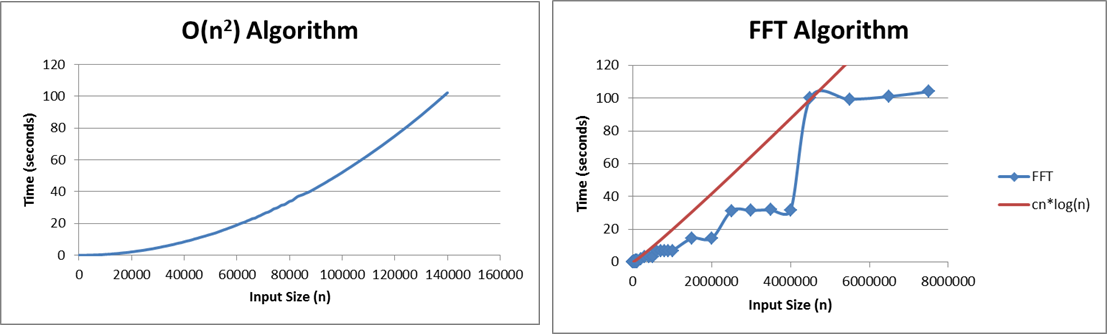 O(n²) Algorithm
120
100
80
60
40
20
0
Time (seconds)
0 20000 40000 60000 80000 100000 120000 140000 160000
Input Size (n)
FFT Algorithm
120
100
80
60
40
20
0
Time (seconds)
0 2000000 4000000 6000000 8000000
Input Size (n)
FFT
cn*log(n)